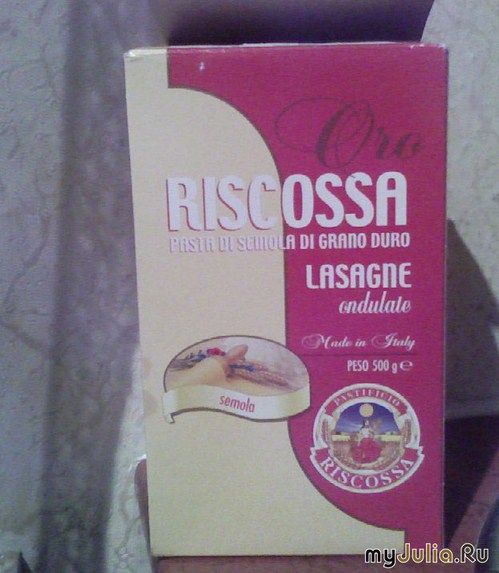 Oro
RISCOSSA
PASTA DI SEMOLA DI GRANO DURO
LASAGNE
ondulate
Made in Italy
PESO 500 g ℮
semola
PASTIFICIO
RISCOSSA
myJulia.Ru